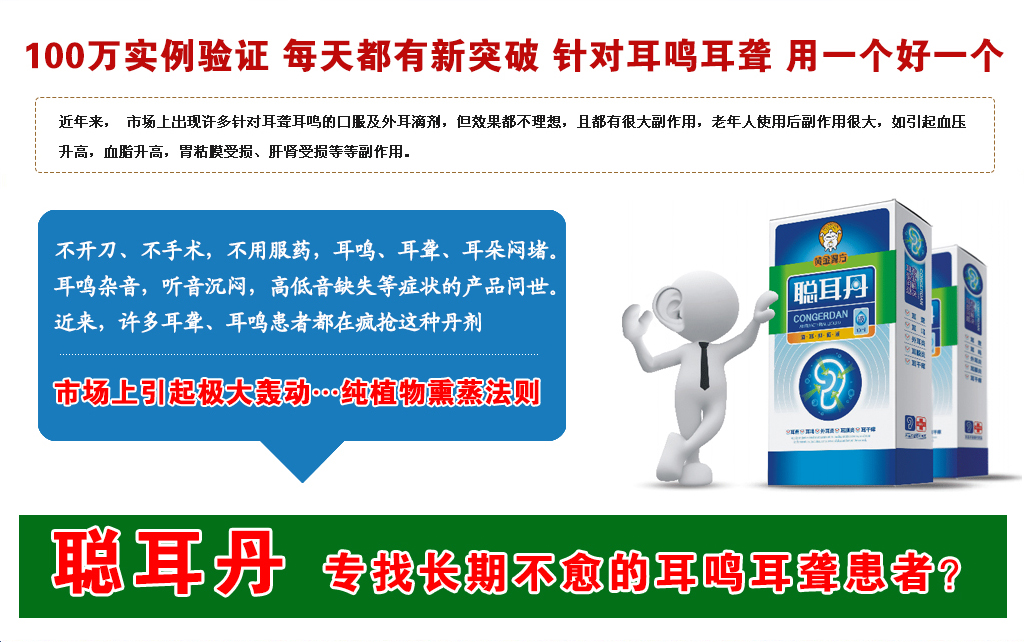 100万实例验证 每天都有新突破 针对耳鸣耳聋 用一个好一个
近年来， 市场上出现许多针对耳聋耳鸣的口服及外耳滴剂，但效果都不理想，且都有很大副作用，老年人使用后副作用很大，如引起血压
升高，血脂升高，胃粘膜受损、肝肾受损等等副作用。
不开刀、不手术，不用服药，耳鸣、耳聋、耳朵闷堵。
耳鸣杂音，听音沉闷，高低音缺失等症状的产品问世。
近来，许多耳聋、耳鸣患者都在疯抢这种丹剂
市场上引起极大轰动…纯植物熏蒸法则
聪耳丹
CONGERDAN
聪耳丹 专找长期不愈的耳鸣耳聋患者？